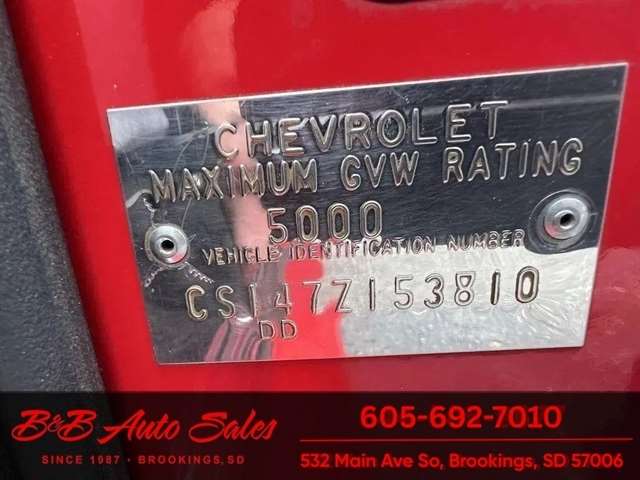 CHEVROLET
MAXIMUM GVW RATING
5000
VEHICLE IDENTIFICATION NUMBER
CS147Z153810
DD
B&B Auto Sales
SINCE 1987 • BROOKINGS, SD
605-692-7010
532 Main Ave So, Brookings, SD 57006